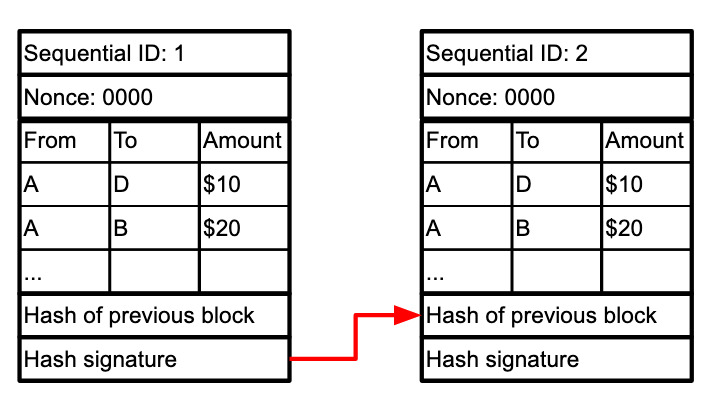 Sequential ID: 1
Nonce: 0000
From To Amount
A D $10
A B $20
...
Hash of previous block
Hash signature
Sequential ID: 2
Nonce: 0000
From To Amount
A D $10
A B $20
...
Hash of previous block
Hash signature